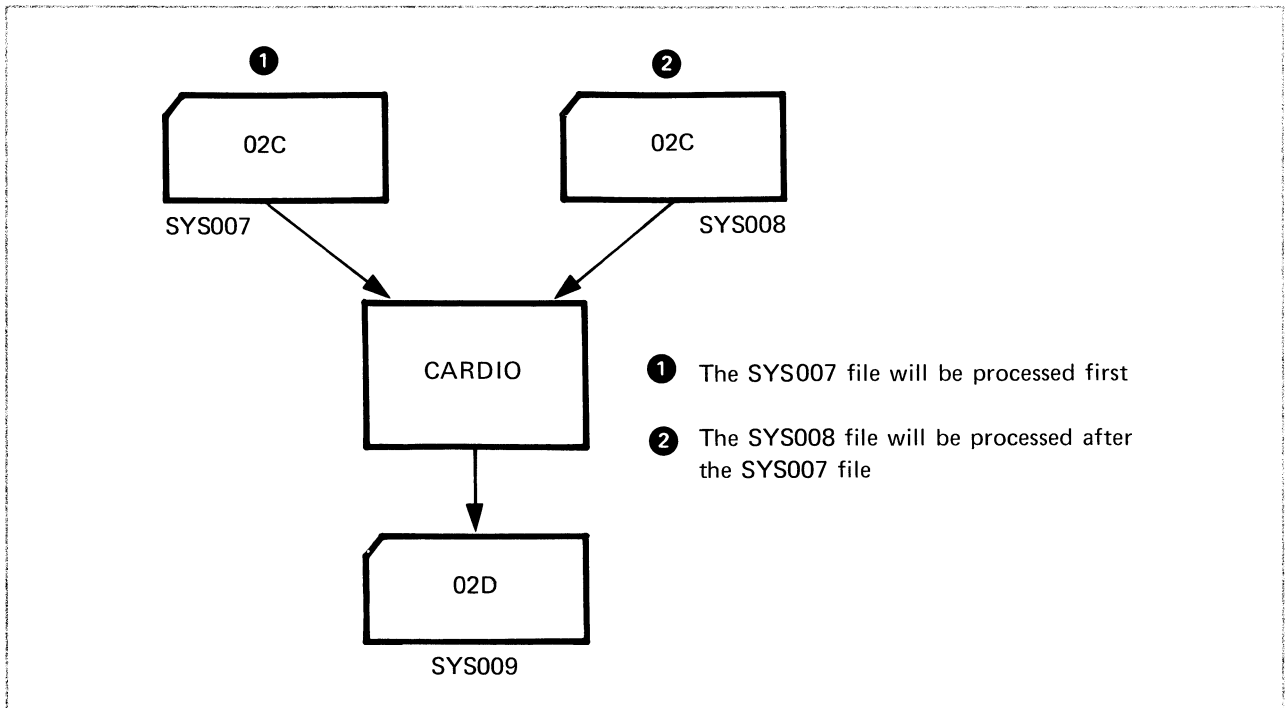 1 2
02C 02C
SYS007 SYS008
CARDIO
1 The SYS007 file will be processed first
2 The SYS008 file will be processed after
the SYS007 file
02D
SYS009